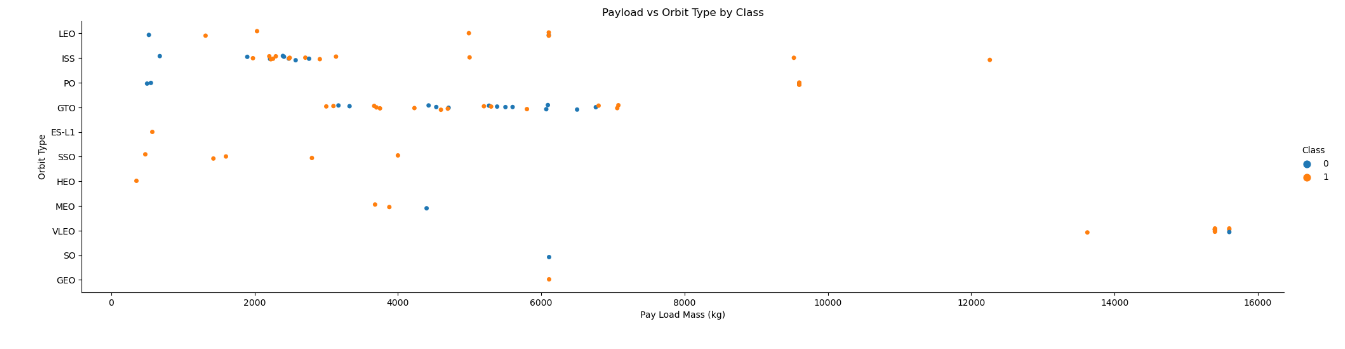 Payload vs Orbit Type by Class
Orbit Type
LEO
ISS
PO
GTO
ES-L1
SSO
HEO
MEO
VLEO
SO
GEO
0 2000 4000 6000 8000 10000 12000 14000 16000
Pay Load Mass (kg)
Class
0
1